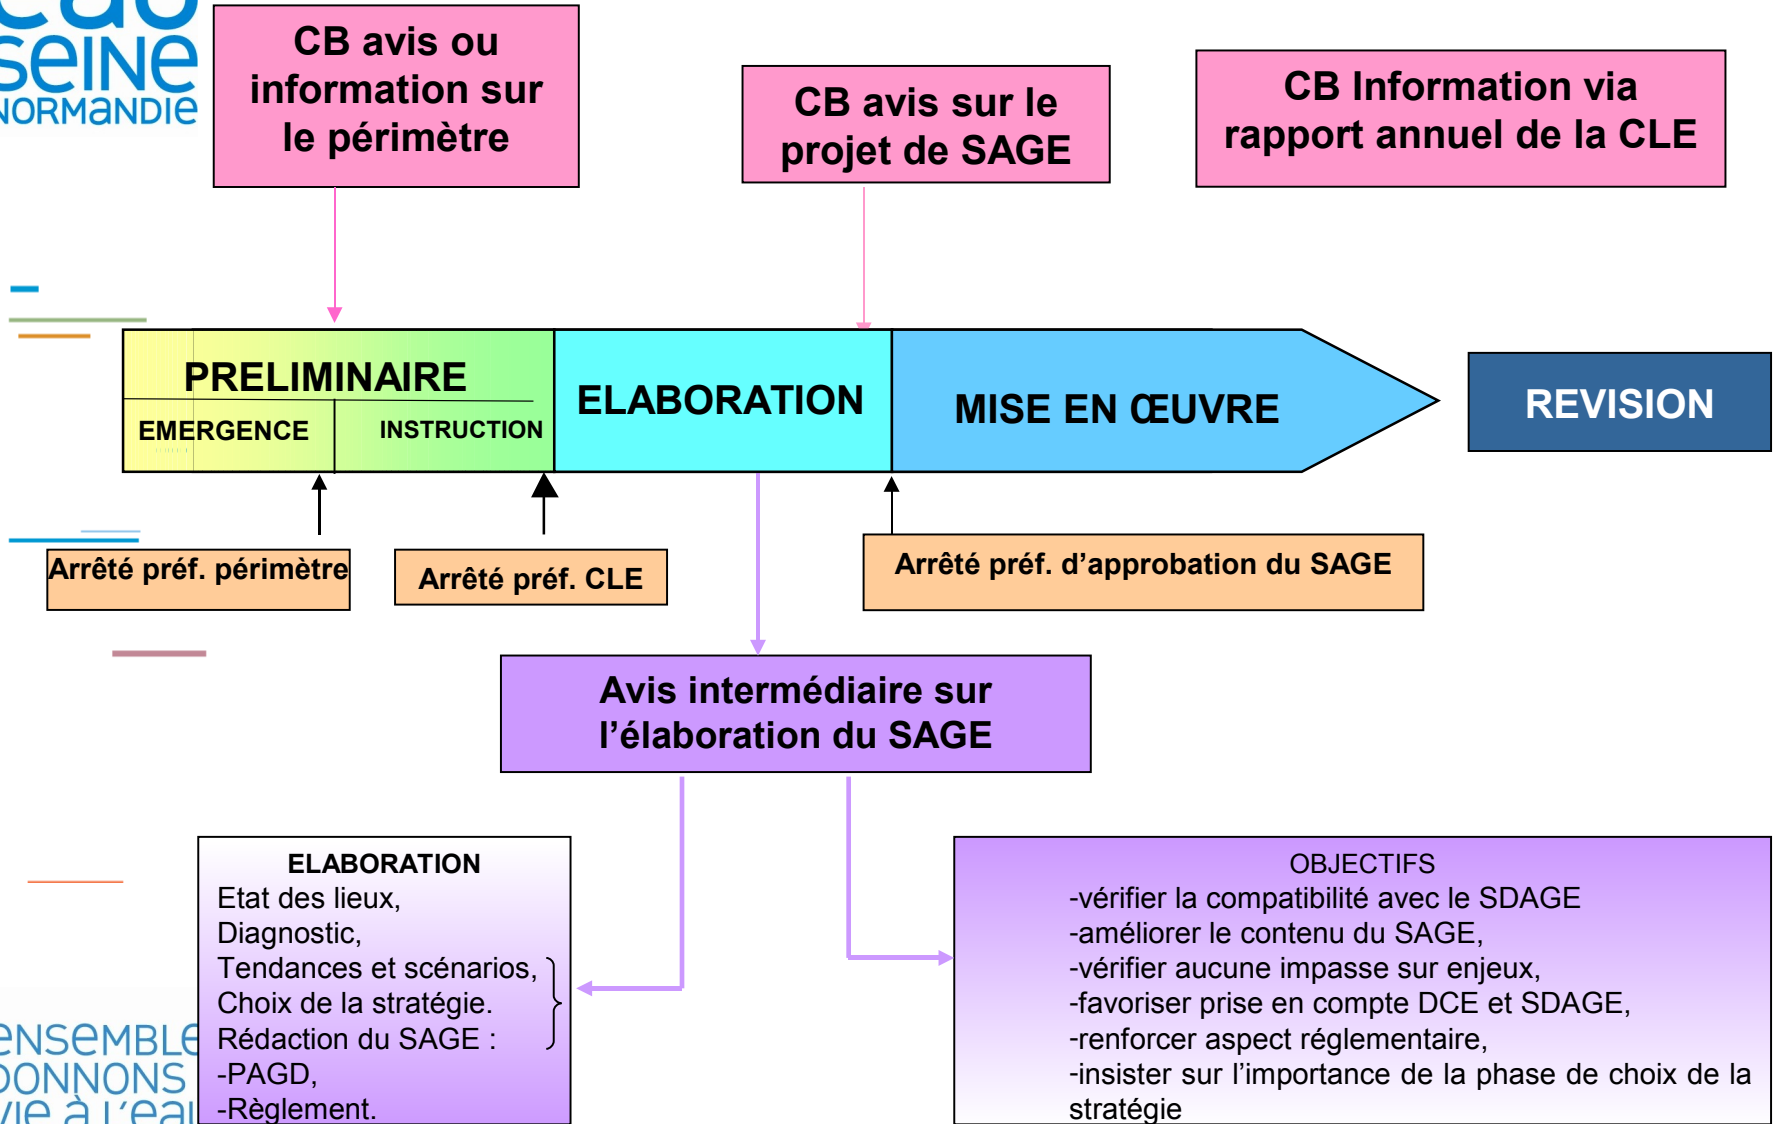 eau
seine
NORMANDIE
CB avis ou
information sur
le périmètre
CB avis sur le
projet de SAGE
CB Information via
rapport annuel de la CLE
PRELIMINAIRE
EMERGENCE
INSTRUCTION
ELABORATION
MISE EN ŒUVRE
REVISION
Arrêté préf. périmètre
Arrêté préf. CLE
Arrêté préf. d’approbation du SAGE
Avis intermédiaire sur
l’élaboration du SAGE
ELABORATION
Etat des lieux,
Diagnostic,
Tendances et scénarios,
Choix de la stratégie.
Rédaction du SAGE :
-PAGD,
-Règlement.
OBJECTIFS
-vérifier la compatibilité avec le SDAGE
-améliorer le contenu du SAGE,
-vérifier aucune impasse sur enjeux,
-favoriser prise en compte DCE et SDAGE,
-renforcer aspect réglementaire,
-insister sur l’importance de la phase de choix de la
stratégie
ENSEMBLE
DONNONS
VIE À L’EAU